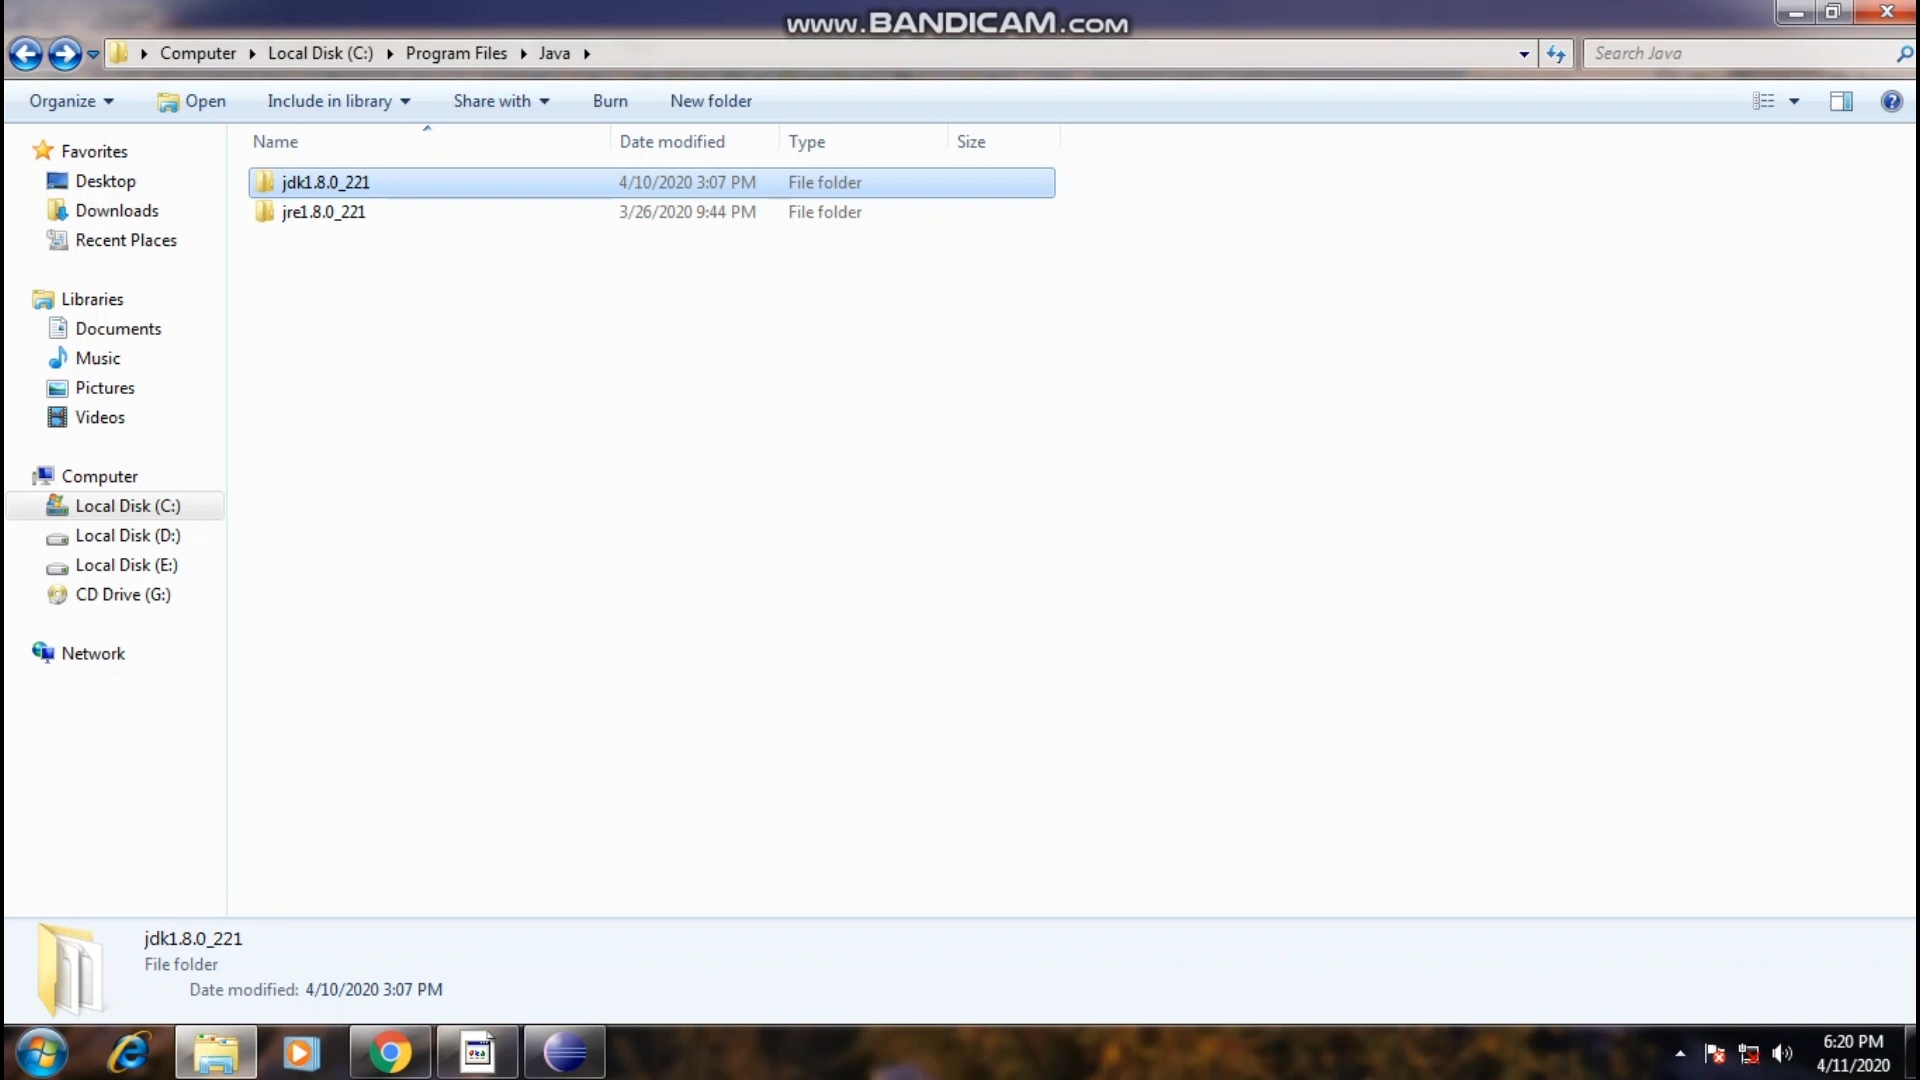 www.BANDICAM.com
Computer Local Disk (C:) Program Files Java
Search Java
Organize Open Include in library Share with Burn New folder
Name Date modified Type Size
jdk1.8.0_221 4/10/2020 3:07 PM File folder
jre1.8.0_221 3/26/2020 9:44 PM File folder
Favorites
Desktop
Downloads
Recent Places
Libraries
Documents
Music
Pictures
Videos
Computer
Local Disk (C:)
Local Disk (D:)
Local Disk (E:)
CD Drive (G:)
Network
jdk1.8.0_221
File folder
Date modified: 4/10/2020 3:07 PM
6:20 PM
4/11/2020